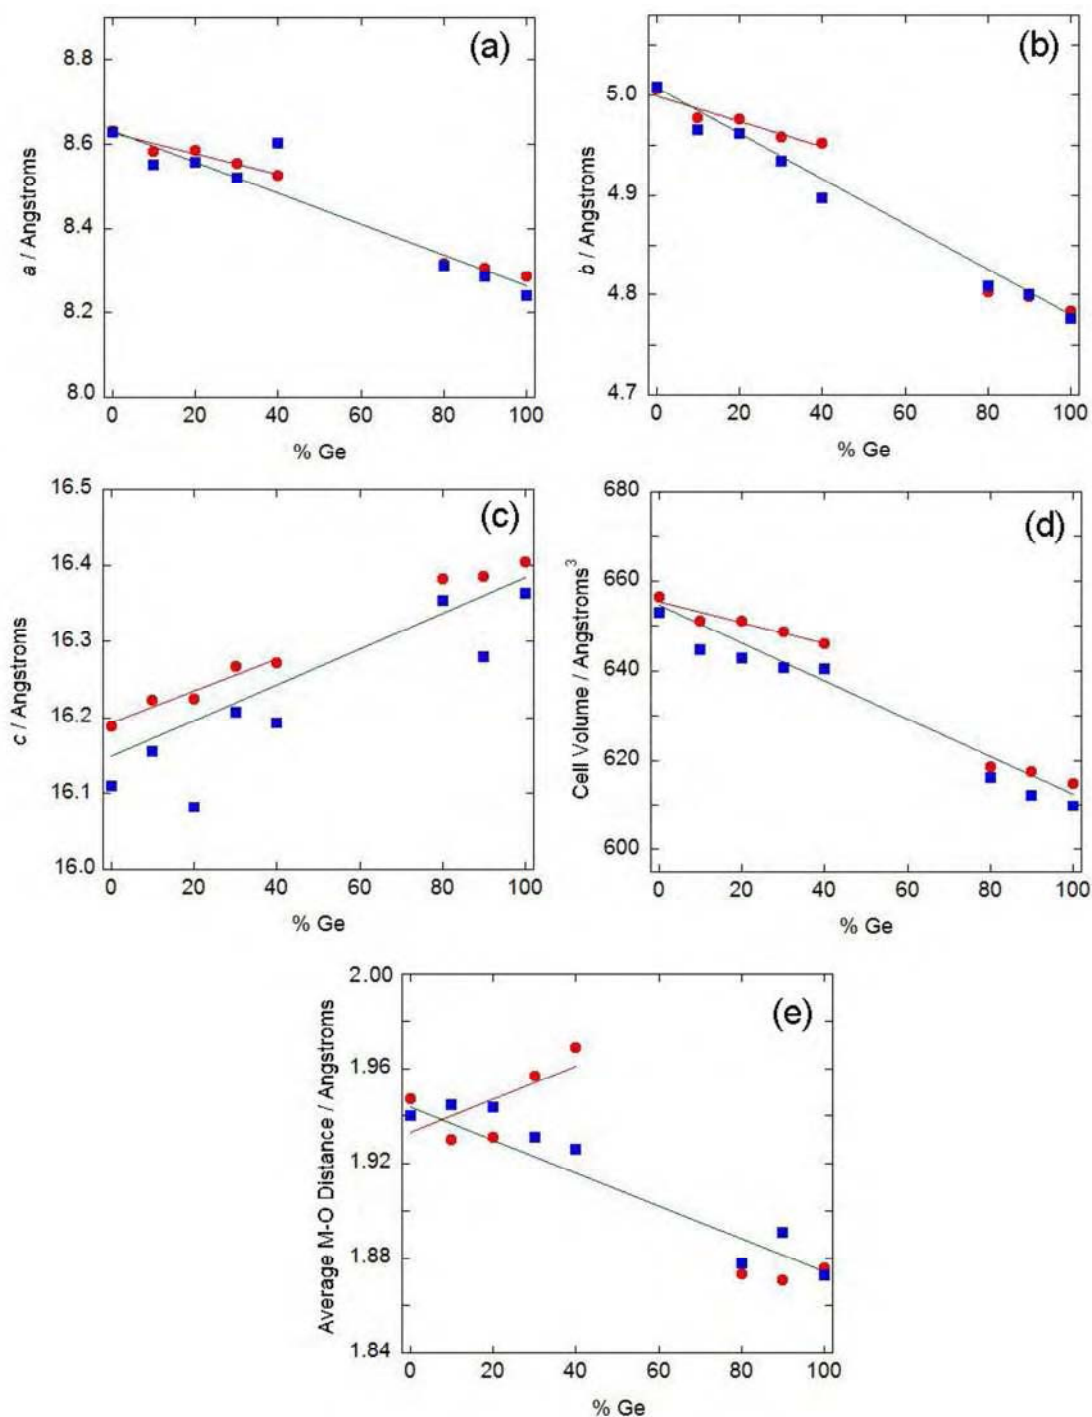 (a)
8.8
8.6
8.4
8.2
8.0
a / Angstroms
0 20 40 60 80 100
% Ge
(b)
5.0
4.9
4.8
4.7
b / Angstroms
0 20 40 60 80 100
% Ge
(c)
16.5
16.4
16.3
16.2
16.1
16.0
c / Angstroms
0 20 40 60 80 100
% Ge
(d)
680
660
640
620
600
Cell Volume / Angstroms³
0 20 40 60 80 100
% Ge
(e)
2.00
1.96
1.92
1.88
1.84
Average M-O Distance / Angstroms
0 20 40 60 80 100
% Ge